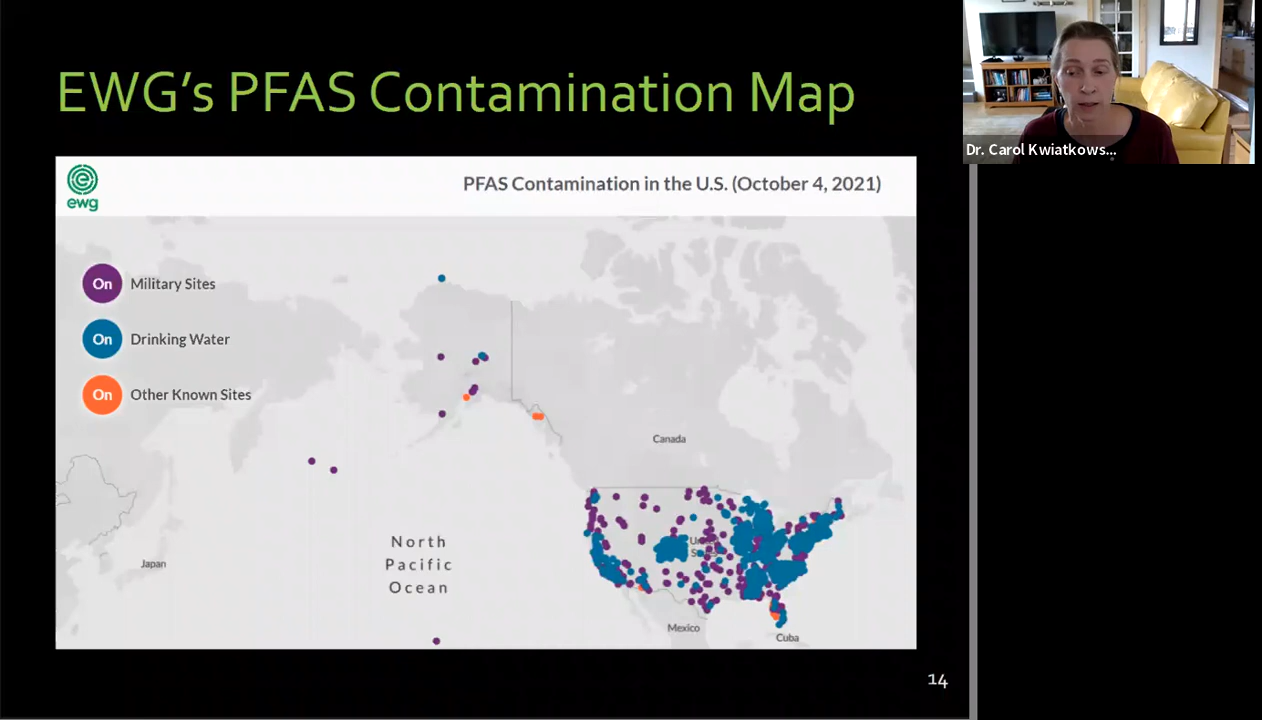 EWG's PFAS Contamination Map
Dr. Carol Kwiatkows...
ewg
PFAS Contamination in the U.S. (October 4, 2021)
On Military Sites
On Drinking Water
On Other Known Sites
Canada
North
Pacific
Ocean
Japan
Mexico
Cuba
14